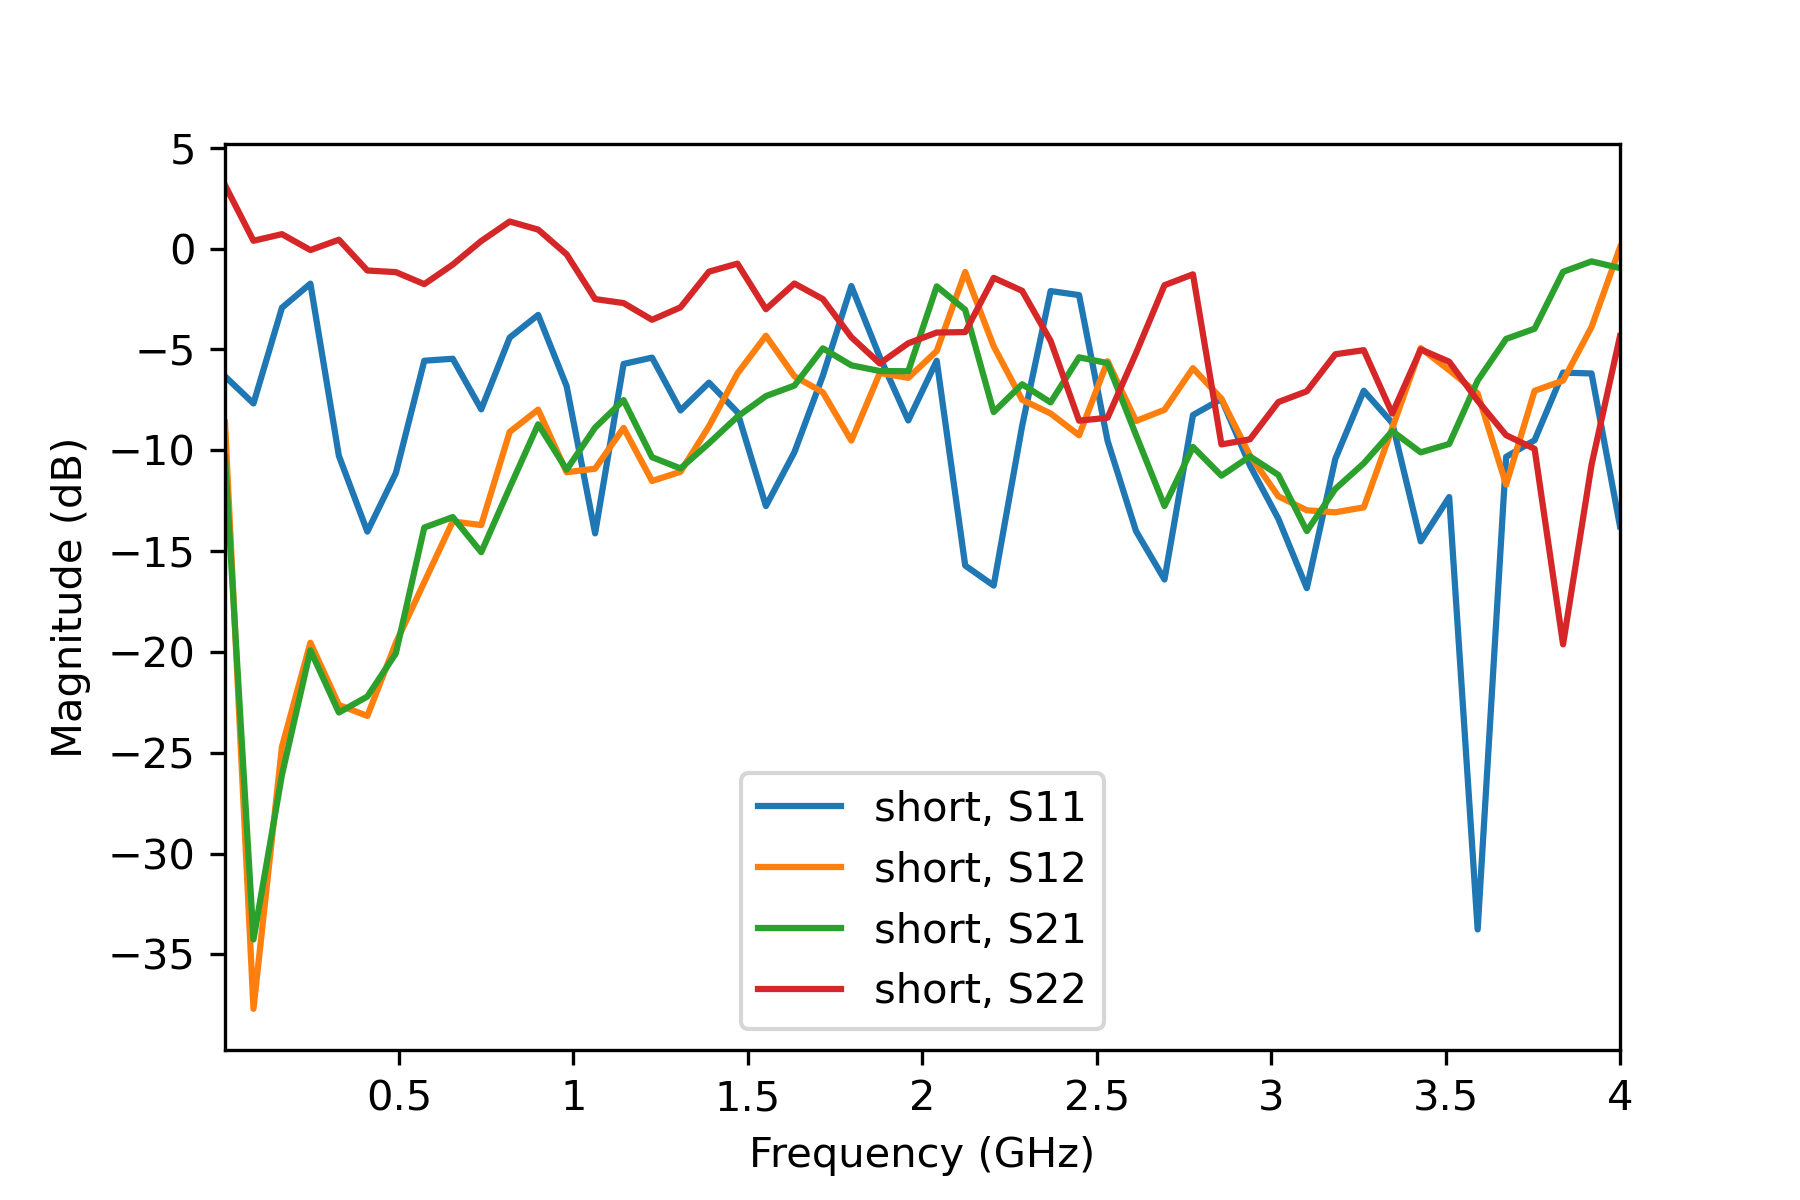 5
0
−5
−10
−15
−20
−25
−30
−35
Magnitude (dB)
short, S11
short, S12
short, S21
short, S22
0.5 1 1.5 2 2.5 3 3.5 4
Frequency (GHz)